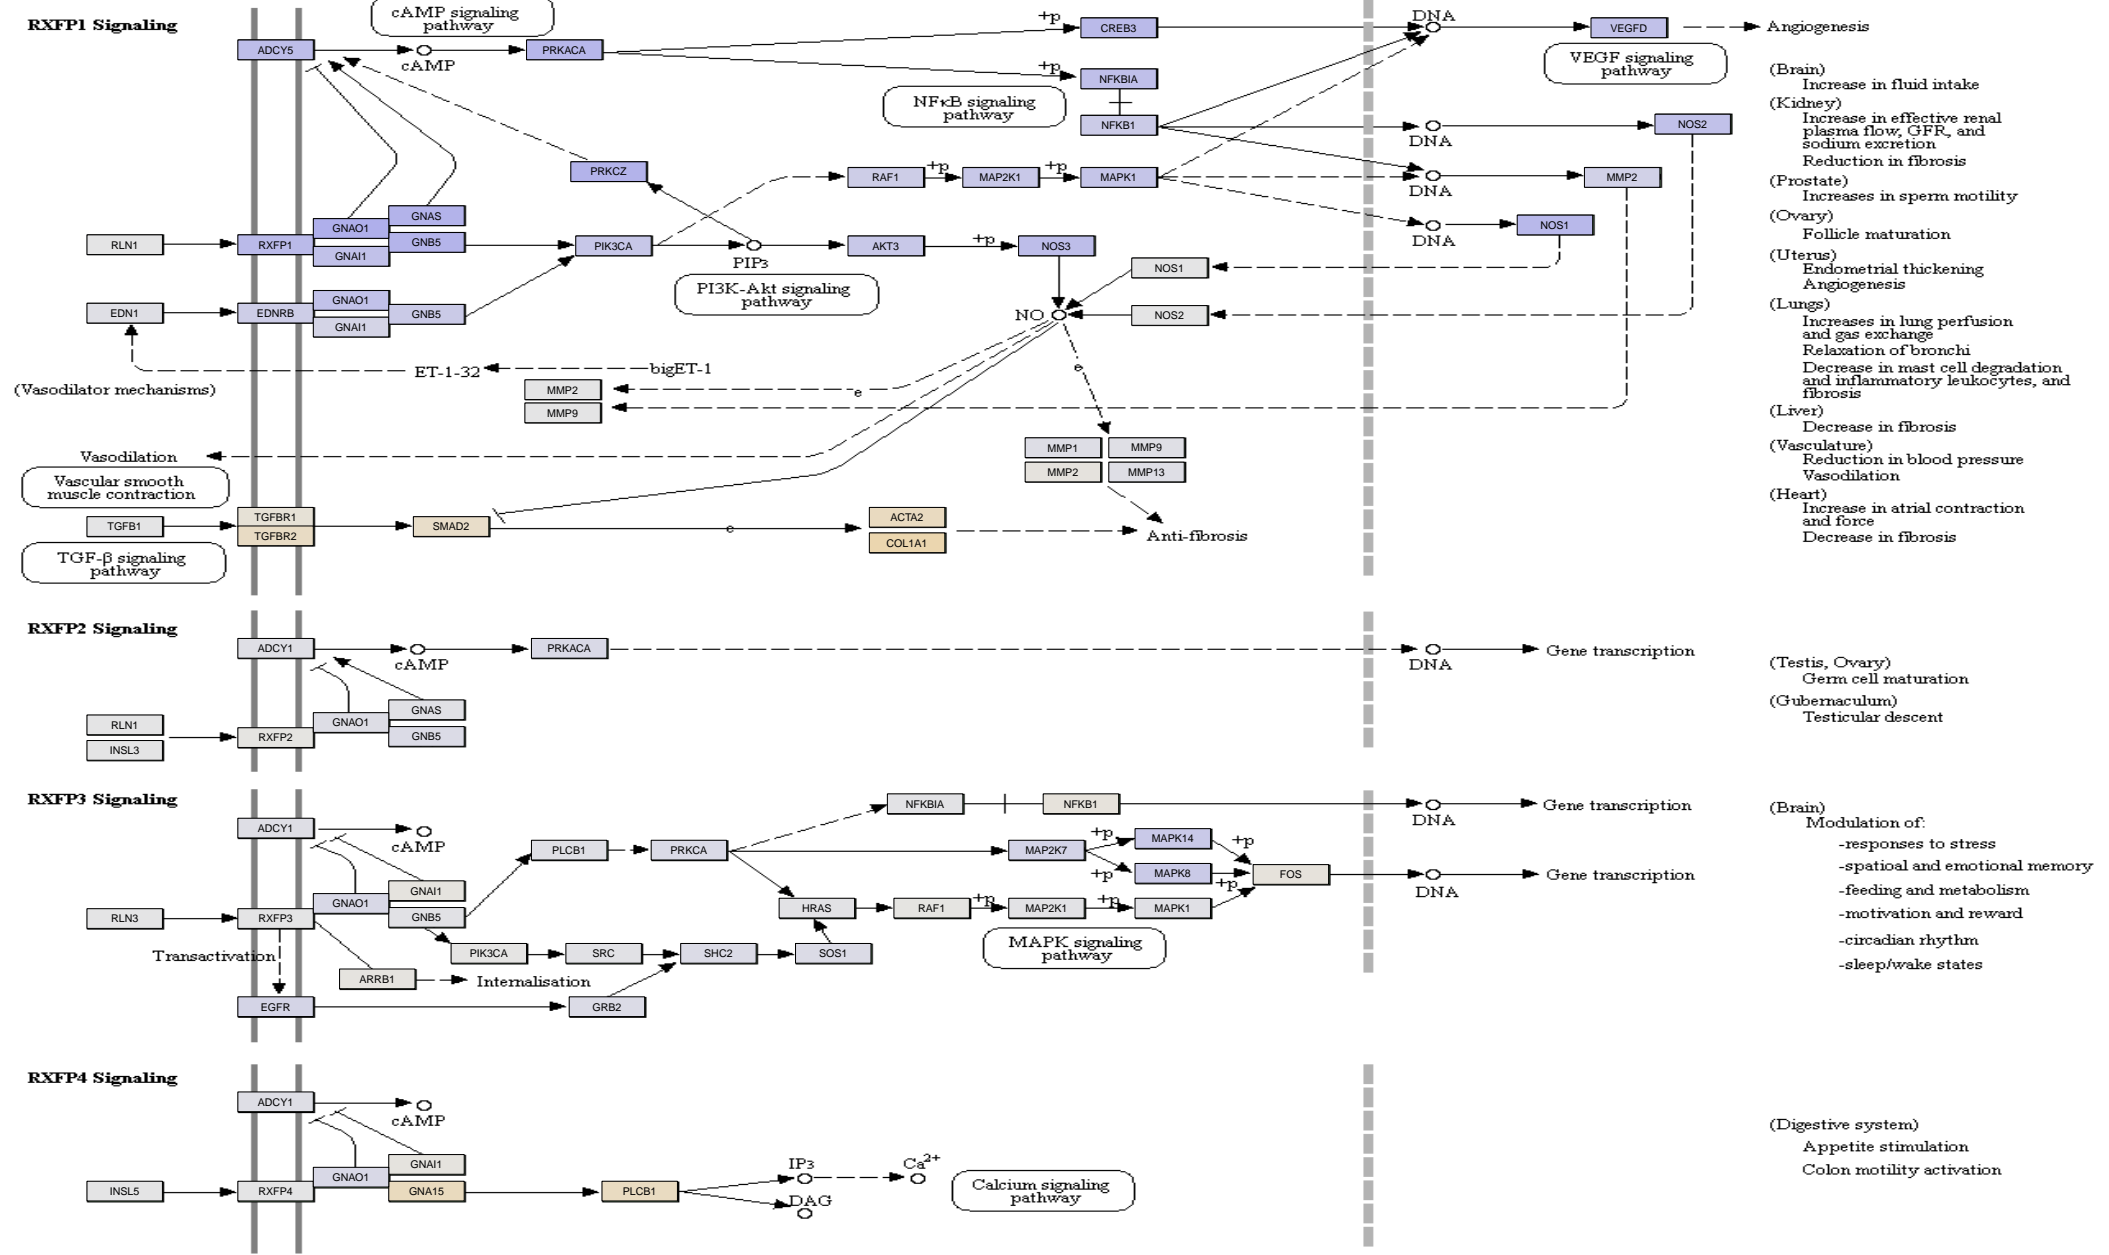 RXFP1 Signaling
cAMP signaling
pathway
ADCY5
cAMP
PRKACA
+p
CREB3
DNA
VEGFD
Angiogenesis
VEGF signaling
pathway
+p
NFKBIA
NFκB signaling
pathway
NFKB1
DNA
NOS2
PRKCZ
RAF1
+p
MAP2K1
+p
MAPK1
DNA
MMP2
GNAO1
GNAS
RLN1
RXFP1
GNB5
GNAI1
PIK3CA
PIP3
AKT3
+p
NOS3
DNA
NOS1
NOS1
PI3K-Akt signaling
pathway
EDN1
EDNRB
GNAO1
GNB5
GNAI1
NO
NOS2
ET-1-32
bigET-1
(Vasodilator mechanisms)
MMP2
MMP9
e
e
Vasodilation
MMP1
MMP9
MMP2
MMP13
Vascular smooth
muscle contraction
TGFB1
TGFBR1
TGFBR2
SMAD2
e
ACTA2
COL1A1
Anti-fibrosis
TGF-β signaling
pathway
(Brain)
Increase in fluid intake
(Kidney)
Increase in effective renal
plasma flow, GFR, and
sodium excretion
Reduction in fibrosis
(Prostate)
Increases in sperm motility
(Ovary)
Follicle maturation
(Uterus)
Endometrial thickening
Angiogenesis
(Lungs)
Increases in lung perfusion
and gas exchange
Relaxation of bronchi
Decrease in mast cell degradation
and inflammatory leukocytes, and
fibrosis
(Liver)
Decrease in fibrosis
(Vasculature)
Reduction in blood pressure
Vasodilation
(Heart)
Increase in atrial contraction
and force
Decrease in fibrosis
RXFP2 Signaling
ADCY1
cAMP
PRKACA
DNA
Gene transcription
GNAS
GNAO1
RLN1
INSL3
RXFP2
GNB5
(Testis, Ovary)
Germ cell maturation
(Gubernaculum)
Testicular descent
RXFP3 Signaling
ADCY1
cAMP
PLCB1
PRKCA
NFKBIA
NFKB1
DNA
Gene transcription
MAP2K7
+p
+p
MAPK14
MAPK8
+p
+p
FOS
DNA
Gene transcription
GNAI1
GNAO1
RLN3
RXFP3
GNB5
HRAS
RAF1
+p
MAP2K1
+p
MAPK1
MAPK signaling
pathway
Transactivation
PIK3CA
SRC
SHC2
SOS1
ARRB1
Internalisation
EGFR
GRB2
(Brain)
Modulation of:
-responses to stress
-spatioal and emotional memory
-feeding and metabolism
-motivation and reward
-circadian rhythm
-sleep/wake states
RXFP4 Signaling
ADCY1
cAMP
GNAI1
GNAO1
INSL5
RXFP4
GNA15
PLCB1
IP3
Ca2+
DAG
Calcium signaling
pathway
(Digestive system)
Appetite stimulation
Colon motility activation